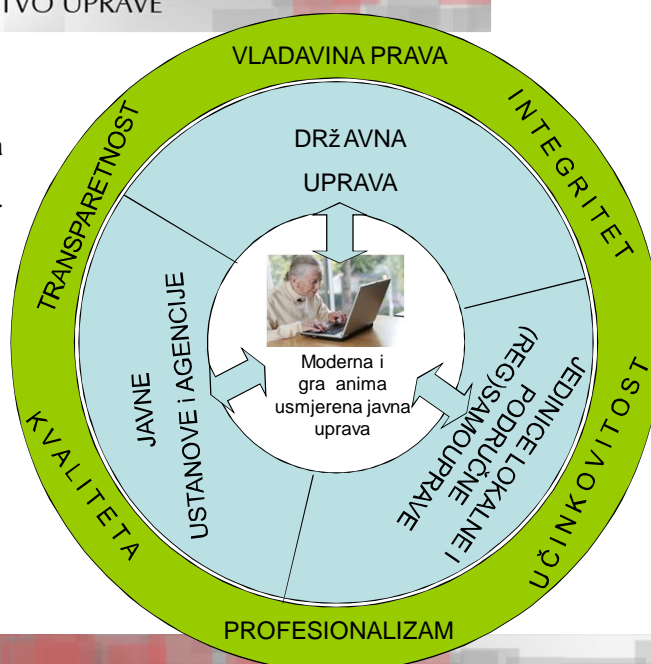 TVO UPRAVE
VLADAVINA PRAVA
INTEGRITET
UČINKOVITOST
PROFESIONALIZAM
KVALITETA
TRANSPARETNOST
DRŽAVNA
UPRAVA
JEDINICE LOKALNE I
PODRUČNE
(REG)SAMOUPRAVE
JAVNE
USTANOVE i AGENCIJE
Moderna i
gra anima
usmjerena javna
uprava
a
.